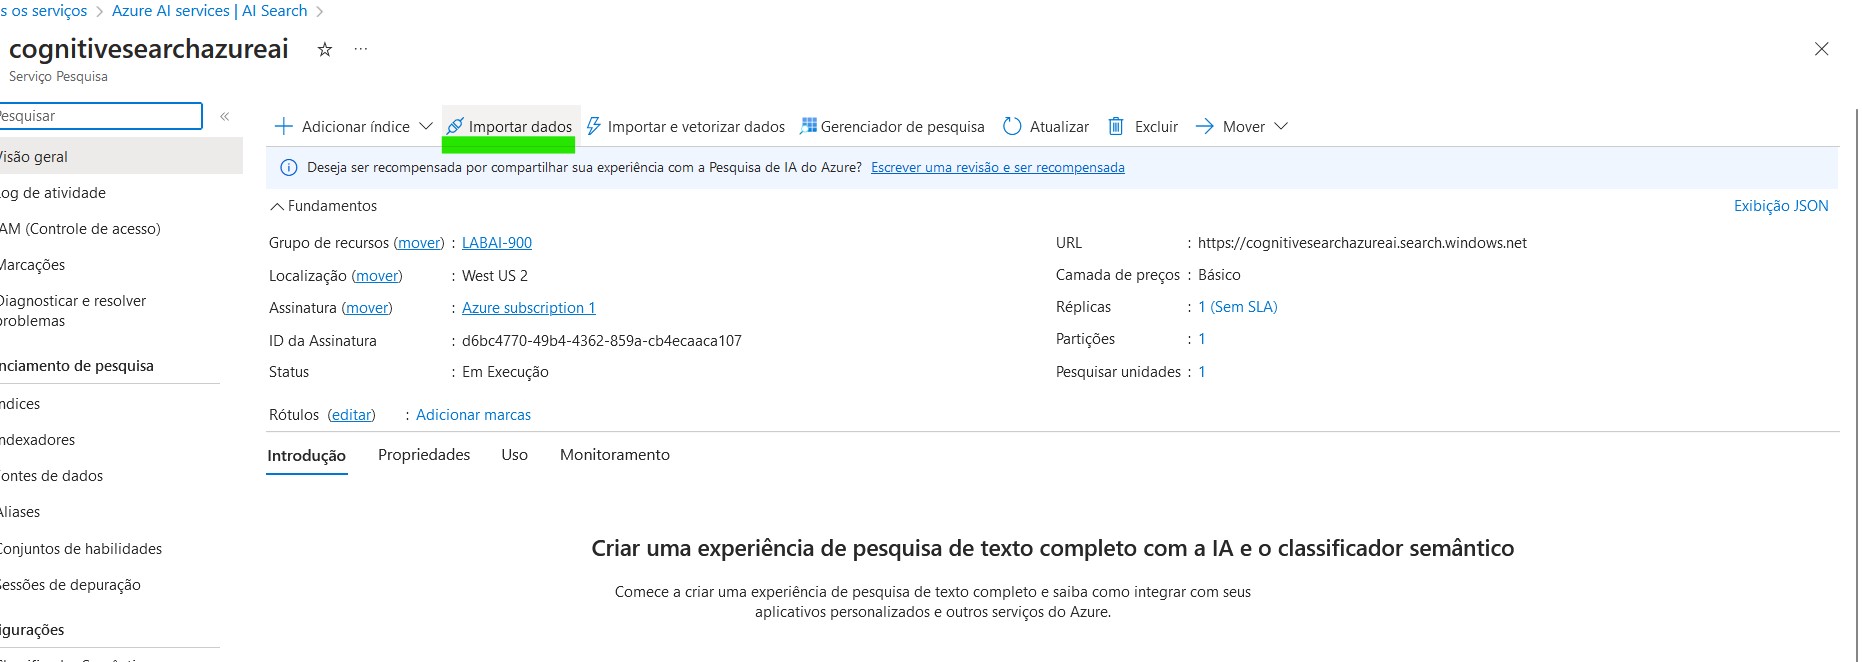 s os serviços > Azure AI services | AI Search >
cognitivesearchazureai
Serviço Pesquisa
Pesquisar
Visão geral
og de atividade
AM (Controle de acesso)
Marcações
Diagnosticar e resolver
problemas
nciamento de pesquisa
ndices
ndexadores
ontes de dados
Aliases
Conjuntos de habilidades
Sessões de depuração
igurações
Adicionar índice
Importar dados
Importar e vetorizar dados
Gerenciador de pesquisa
Atualizar
Excluir
Mover
Deseja ser recompensada por compartilhar sua experiência com a Pesquisa de IA do Azure? Escrever uma revisão e ser recompensada
Fundamentos
Exibição JSON
Grupo de recursos (mover) : LABAI-900
Localização (mover) : West US 2
Assinatura (mover) : Azure subscription 1
ID da Assinatura : d6bc4770-49b4-4362-859a-cb4ecaaca107
Status : Em Execução
URL : https://cognitivesearchazureai.search.windows.net
Camada de preços : Básico
Réplicas : 1 (Sem SLA)
Partições : 1
Pesquisar unidades : 1
Rótulos (editar) : Adicionar marcas
Introdução
Propriedades
Uso
Monitoramento
Criar uma experiência de pesquisa de texto completo com a IA e o classificador semântico
Comece a criar uma experiência de pesquisa de texto completo e saiba como integrar com seus
aplicativos personalizados e outros serviços do Azure.